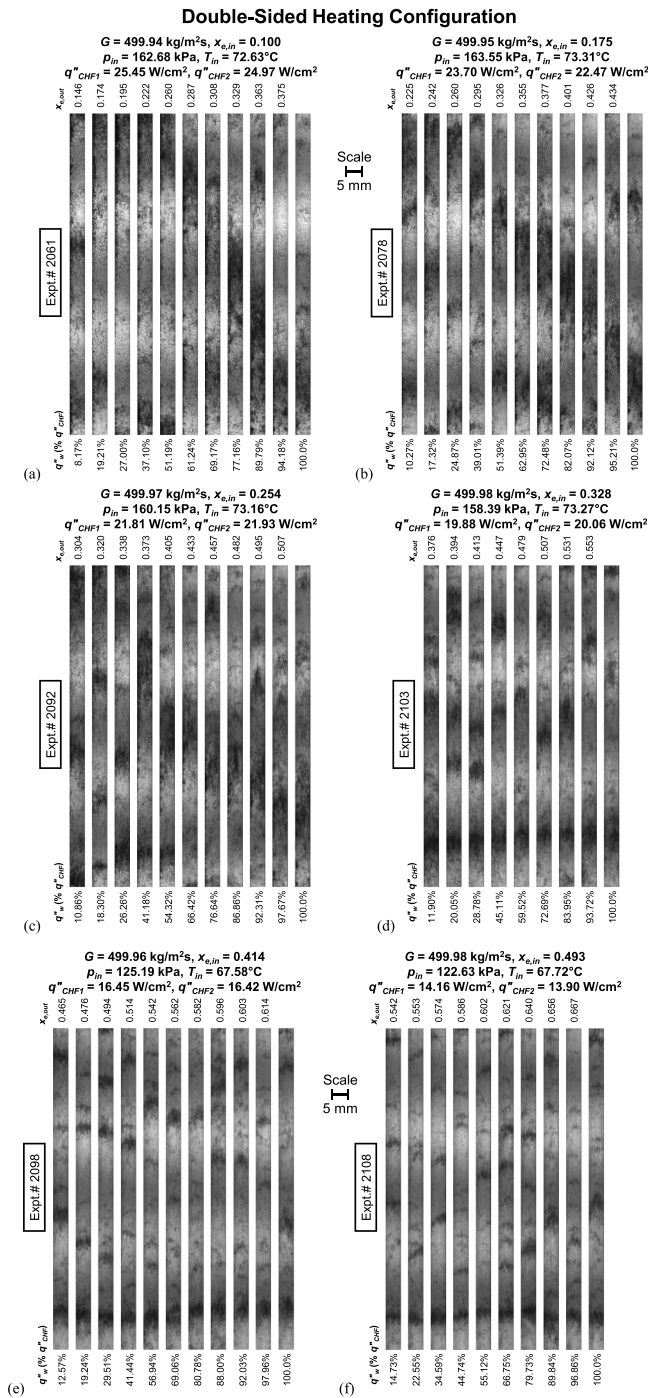 Double-Sided Heating Configuration
G = 499.94 kg/m²s, xe,in = 0.100
pin = 162.68 kPa, Tin = 72.63°C
q"CHF1 = 25.45 W/cm², q"CHF2 = 24.97 W/cm²
xe,out
0.146
0.174
0.195
0.222
0.260
0.287
0.308
0.329
0.363
0.375
Expt.# 2061
q"w (% q"CHF)
8.17%
19.21%
27.00%
37.10%
51.19%
61.24%
69.17%
77.16%
89.79%
94.18%
100.0%
(a)
Scale
5 mm
G = 499.95 kg/m²s, xe,in = 0.175
pin = 163.55 kPa, Tin = 73.31°C
q"CHF1 = 23.70 W/cm², q"CHF2 = 22.47 W/cm²
xe,out
0.225
0.242
0.260
0.295
0.326
0.355
0.377
0.401
0.426
0.434
Expt.# 2078
q"w (% q"CHF)
10.27%
17.32%
24.87%
39.01%
51.39%
62.95%
72.48%
82.07%
92.12%
95.21%
100.0%
(b)
G = 499.97 kg/m²s, xe,in = 0.254
pin = 160.15 kPa, Tin = 73.16°C
q"CHF1 = 21.81 W/cm², q"CHF2 = 21.93 W/cm²
xe,out
0.304
0.320
0.338
0.373
0.405
0.433
0.457
0.482
0.495
0.507
Expt.# 2092
q"w (% q"CHF)
10.86%
18.30%
26.26%
41.18%
54.32%
66.42%
76.64%
86.86%
92.31%
97.67%
100.0%
(c)
G = 499.98 kg/m²s, xe,in = 0.328
pin = 158.39 kPa, Tin = 73.27°C
q"CHF1 = 19.88 W/cm², q"CHF2 = 20.06 W/cm²
xe,out
0.376
0.394
0.413
0.447
0.479
0.507
0.531
0.553
Expt.# 2103
q"w (% q"CHF)
11.90%
20.05%
28.78%
45.11%
59.52%
72.69%
83.95%
93.72%
100.0%
(d)
G = 499.96 kg/m²s, xe,in = 0.414
pin = 125.19 kPa, Tin = 67.58°C
q"CHF1 = 16.45 W/cm², q"CHF2 = 16.42 W/cm²
xe,out
0.465
0.476
0.494
0.514
0.542
0.562
0.582
0.596
0.603
0.614
Expt.# 2098
q"w (% q"CHF)
12.57%
19.24%
29.51%
41.44%
56.94%
69.06%
80.78%
88.00%
92.03%
97.96%
100.0%
(e)
Scale
5 mm
G = 499.98 kg/m²s, xe,in = 0.493
pin = 122.63 kPa, Tin = 67.72°C
q"CHF1 = 14.16 W/cm², q"CHF2 = 13.90 W/cm²
xe,out
0.542
0.553
0.574
0.586
0.602
0.621
0.640
0.656
0.667
Expt.# 2108
q"w (% q"CHF)
14.73%
22.55%
34.59%
44.74%
55.12%
66.75%
79.73%
89.84%
96.86%
100.0%
(f)